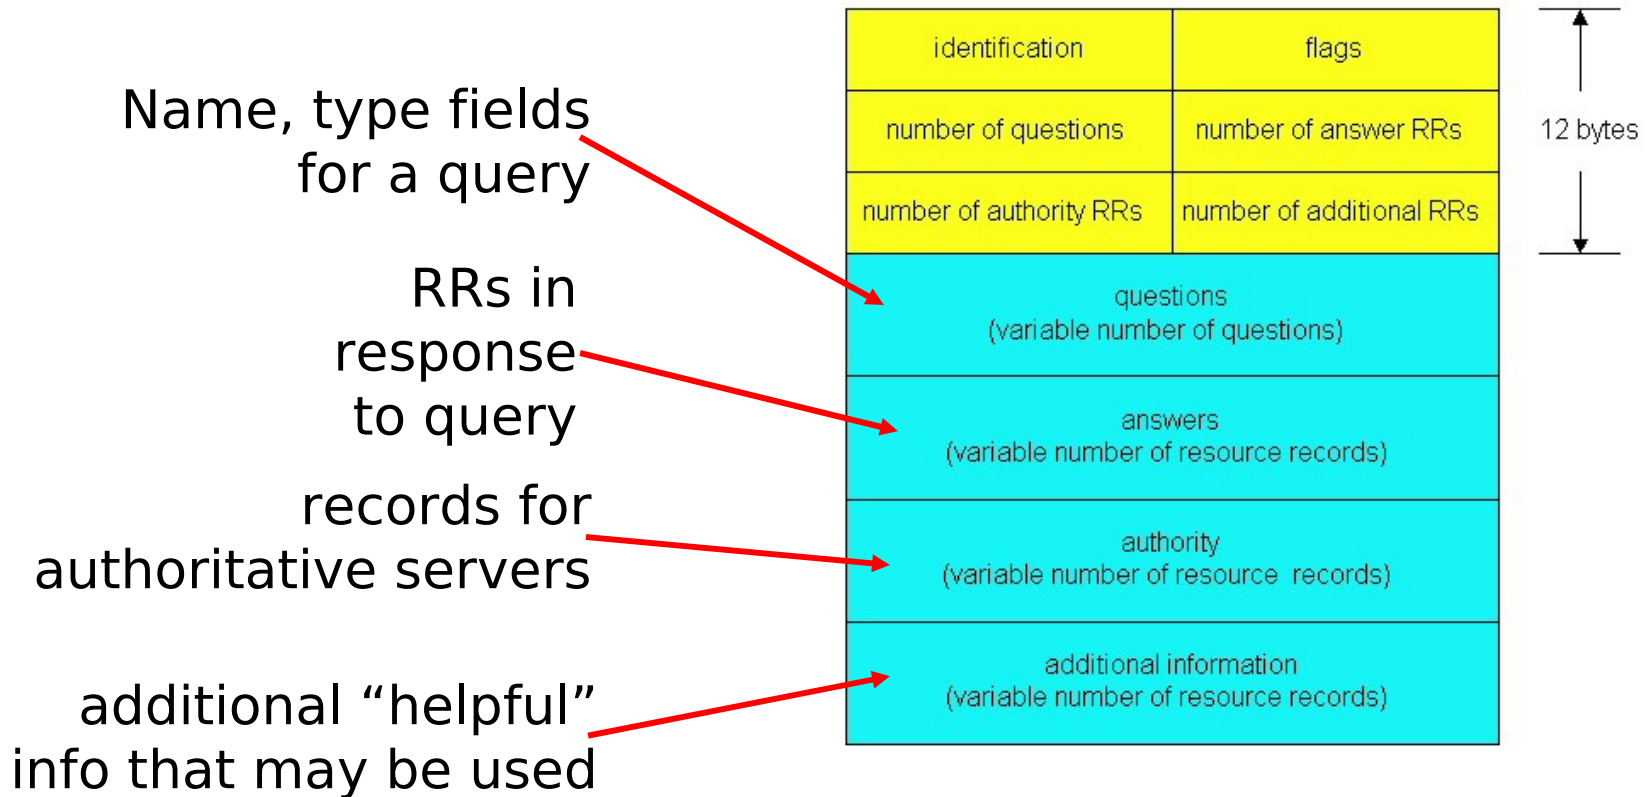 Name, type fields
for a query
RRs in
response
to query
records for
authoritative servers
additional “helpful”
info that may be used
identification
flags
number of questions
number of answer RRs
number of authority RRs
number of additional RRs
12 bytes
questions
(variable number of questions)
answers
(variable number of resource records)
authority
(variable number of resource records)
additional information
(variable number of resource records)